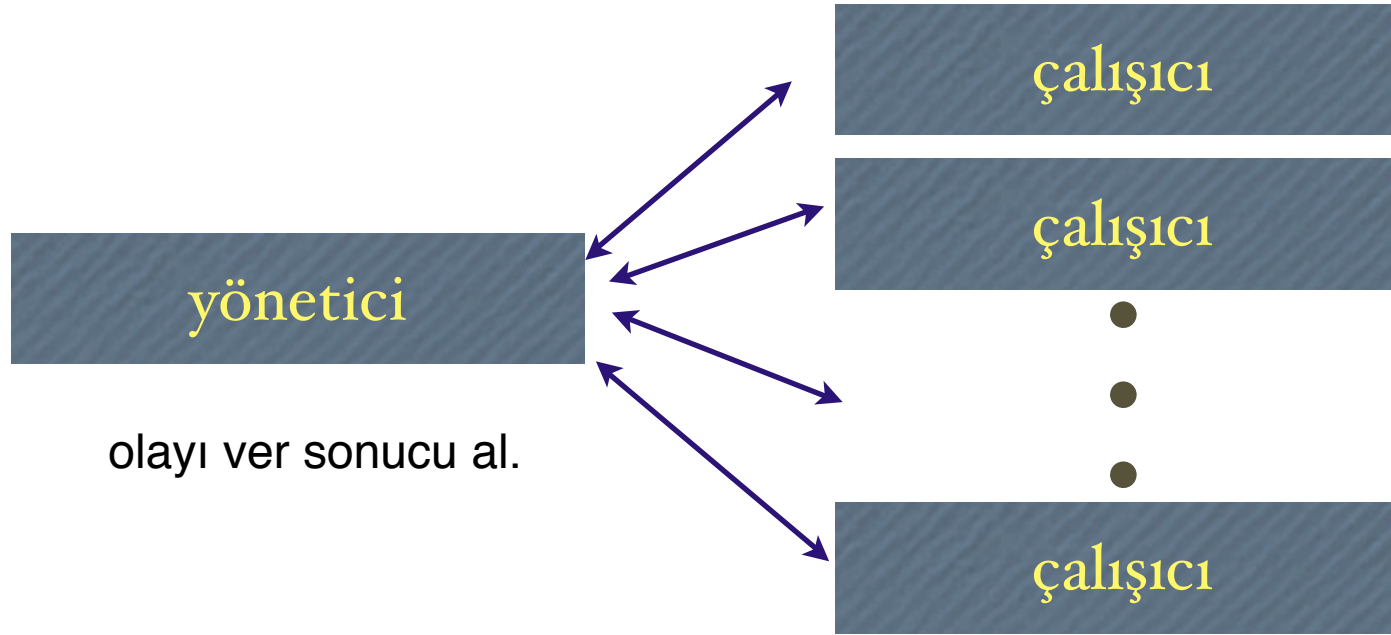 çalışıcı
çalışıcı
yönetici
olayı ver sonucu al.
çalışıcı